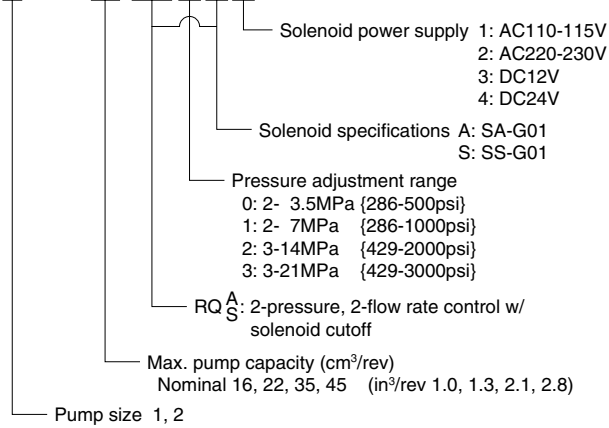 Solenoid power supply 1: AC110-115V
2: AC220-230V
3: DC12V
4: DC24V
Solenoid specifications A: SA-G01
S: SS-G01
Pressure adjustment range
0: 2- 3.5MPa {286-500psi}
1: 2- 7MPa {286-1000psi}
2: 3-14MPa {429-2000psi}
3: 3-21MPa {429-3000psi}
RQ A/S: 2-pressure, 2-flow rate control w/
solenoid cutoff
Max. pump capacity (cm³/rev)
Nominal 16, 22, 35, 45 (in³/rev 1.0, 1.3, 2.1, 2.8)
Pump size 1, 2